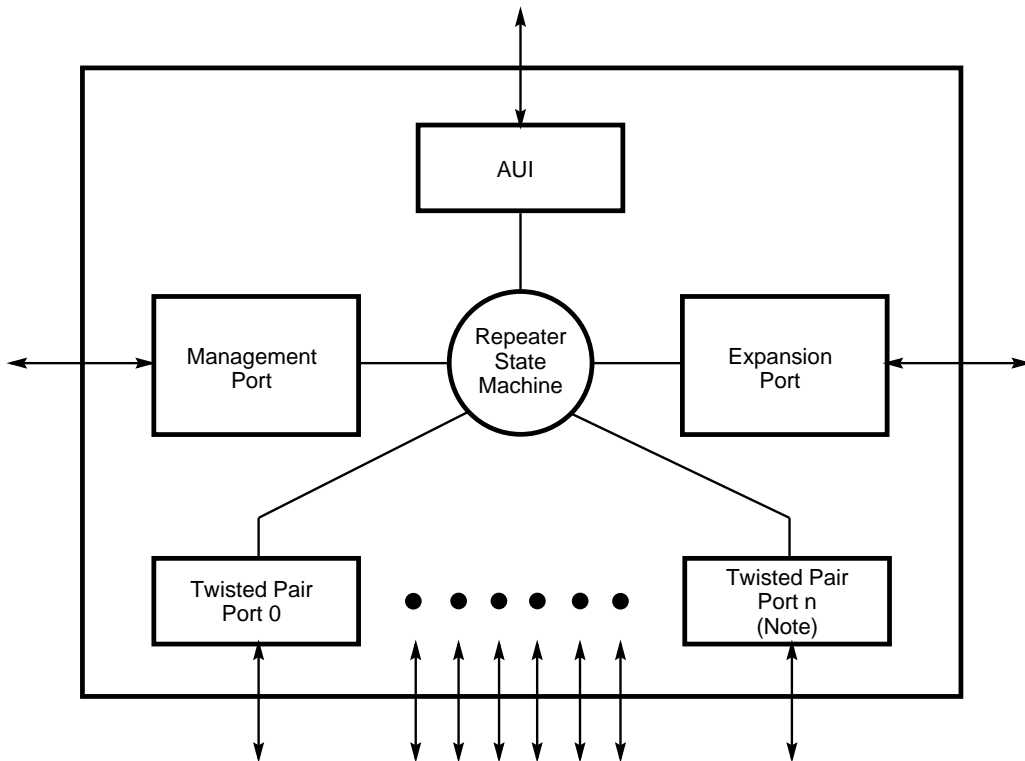 AUI
Management
Port
Repeater
State
Machine
Expansion
Port
Twisted Pair
Port 0
Twisted Pair
Port n
(Note)